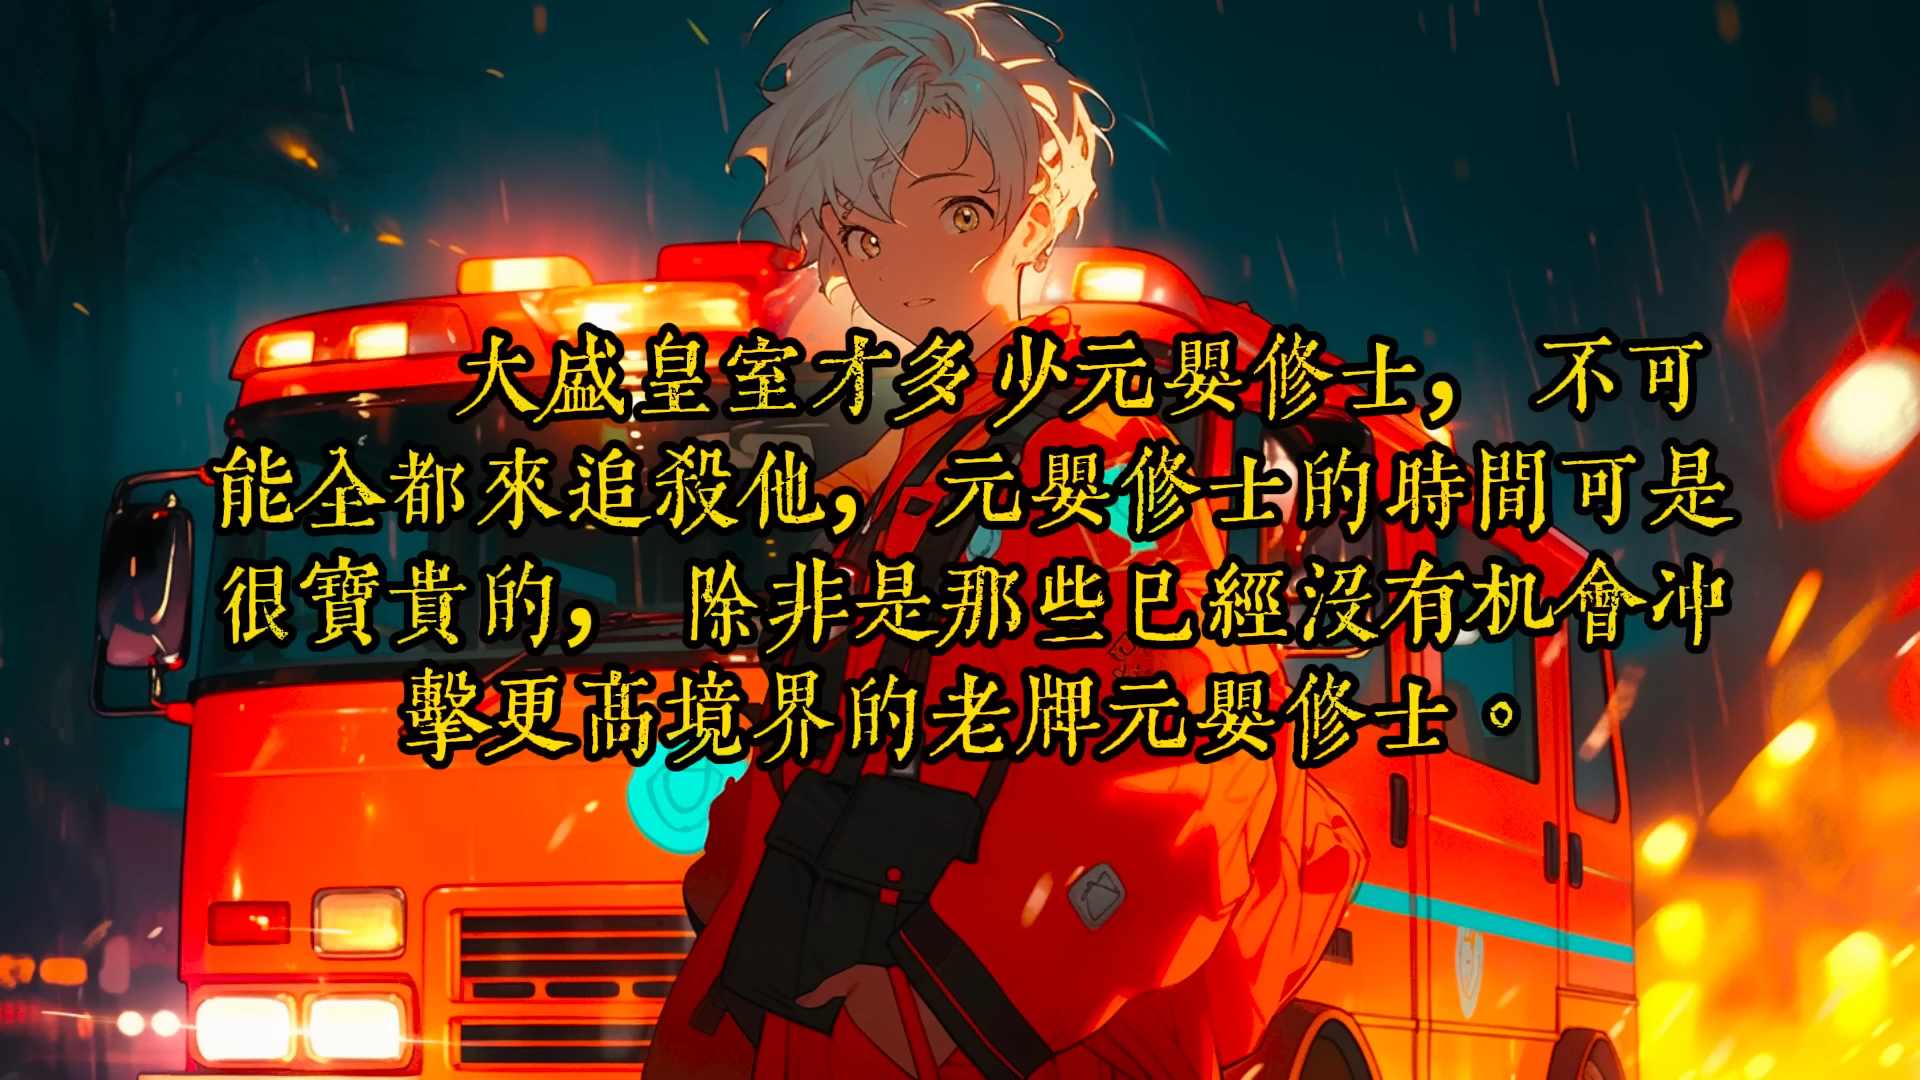 大盛皇室才多少元嬰修士，不可
能全都來追殺他，元嬰修士的時間可是
很寶貴的，除非是那些已經沒有机會冲
擊更高境界的老牌元嬰修士。